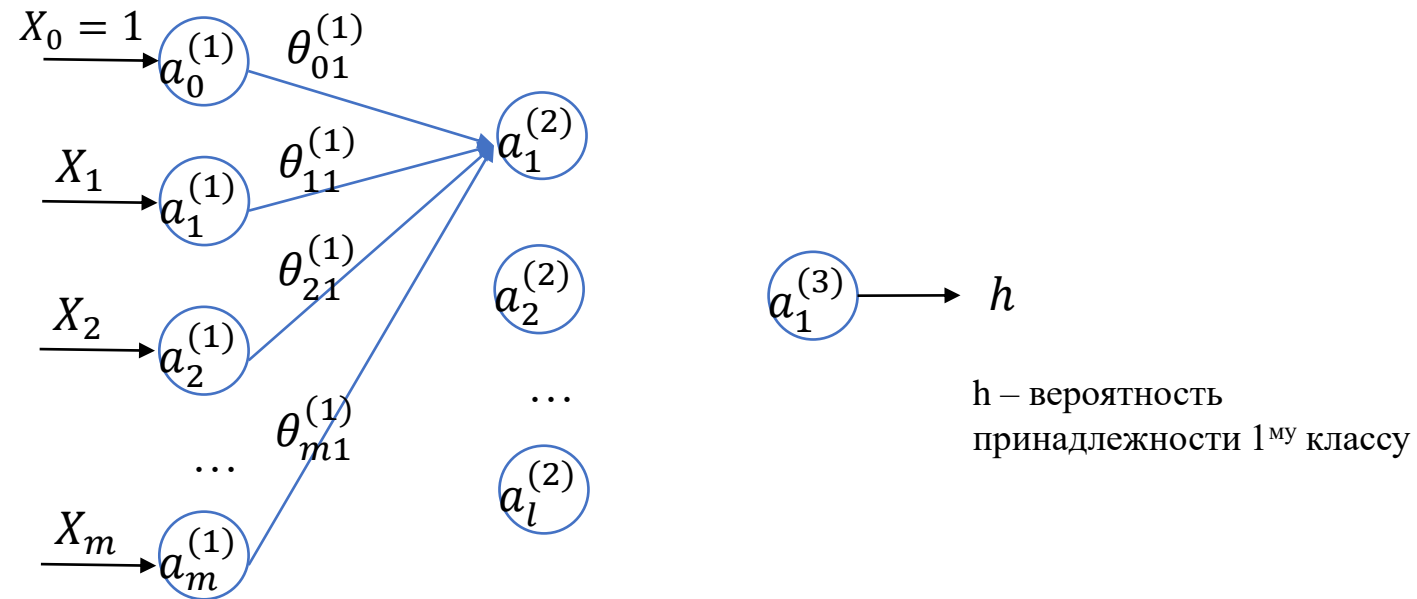 X₀ = 1
a₀⁽¹⁾
θ₀₁⁽¹⁾
a₁⁽²⁾
X₁
a₁⁽¹⁾
θ₁₁⁽¹⁾
θ₂₁⁽¹⁾
a₂⁽²⁾
a₁⁽³⁾
h
X₂
a₂⁽¹⁾
…
h – вероятность
принадлежности 1ᵐʸ классу
θₘ₁⁽¹⁾
…
aₗ⁽²⁾
Xₘ
aₘ⁽¹⁾